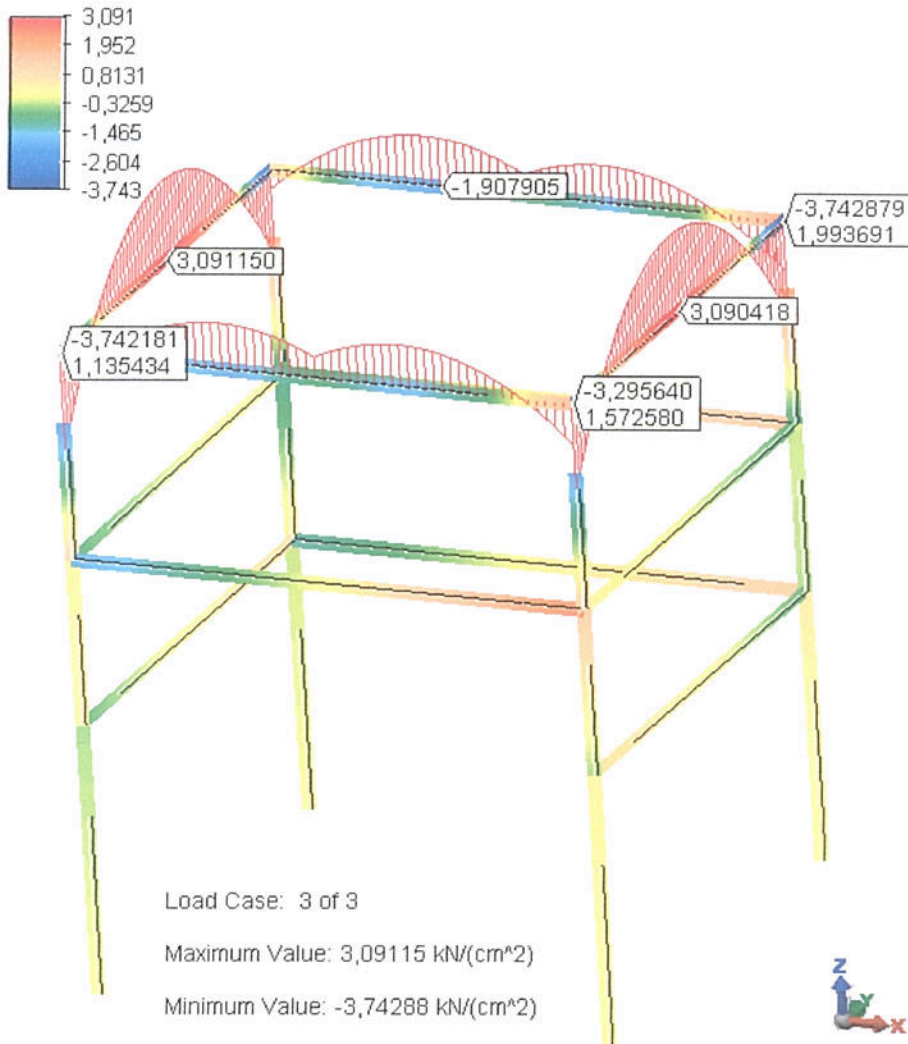 3,091
1,952
0,8131
-0,3259
-1,465
-2,604
-3,743
-1,907905
-3,742879
1,993691
3,091150
3,090418
-3,742181
1,135434
-3,295640
1,572580
Load Case: 3 of 3
Maximum Value: 3,09115 kN/(cm^2)
Minimum Value: -3,74288 kN/(cm^2)
Z
Y
X